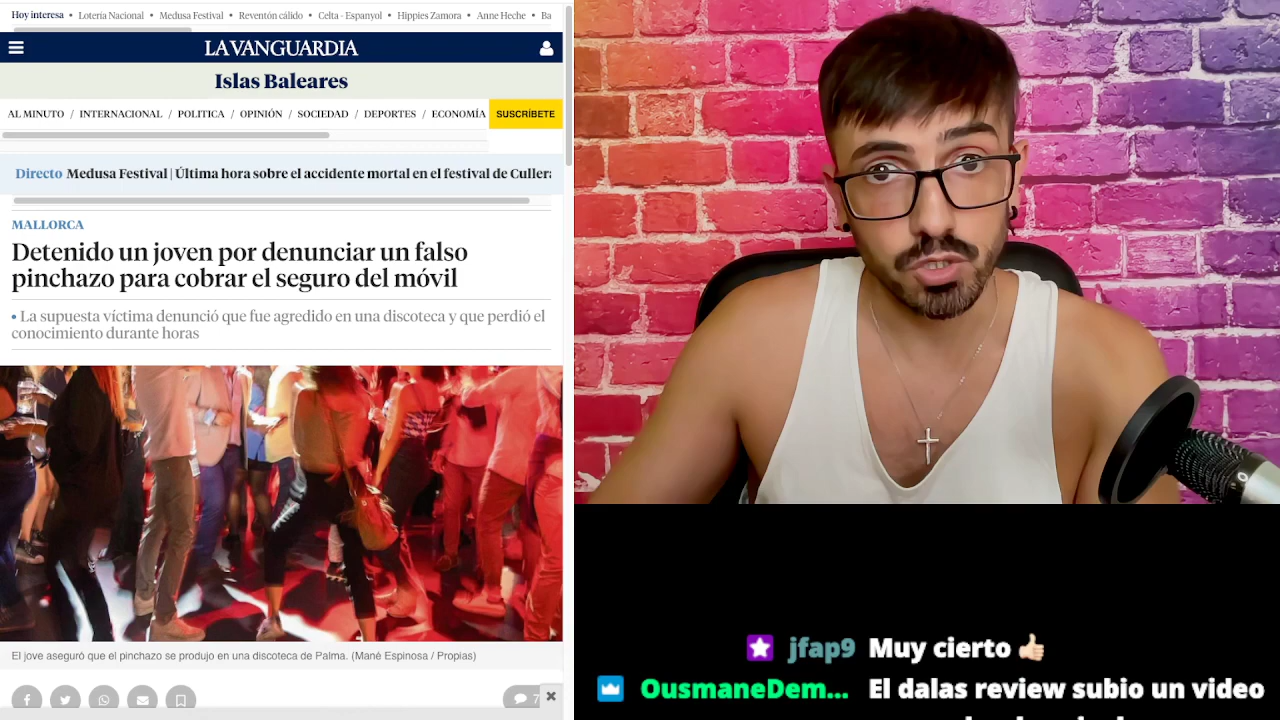 Hoy interesa • Lotería Nacional • Medusa Festival • Reventón cálido • Celta - Espanyol • Hippies Zamora • Anne Heche • Ba
LAVANGUARDIA
Islas Baleares
AL MINUTO / INTERNACIONAL / POLITICA / OPINIÓN / SOCIEDAD / DEPORTES / ECONOMÍA SUSCRÍBETE
Directo Medusa Festival | Última hora sobre el accidente mortal en el festival de Culler
MALLORCA
Detenido un joven por denunciar un falso
pinchazo para cobrar el seguro del móvil
• La supuesta víctima denunció que fue agredido en una discoteca y que perdió el
conocimiento durante horas
El jove aseguró que el pinchazo se produjo en una discoteca de Palma. (Mané Espinosa / Propias)
7
jfap9 Muy cierto 👍🏻
OusmaneDem... El dalas review subio un video